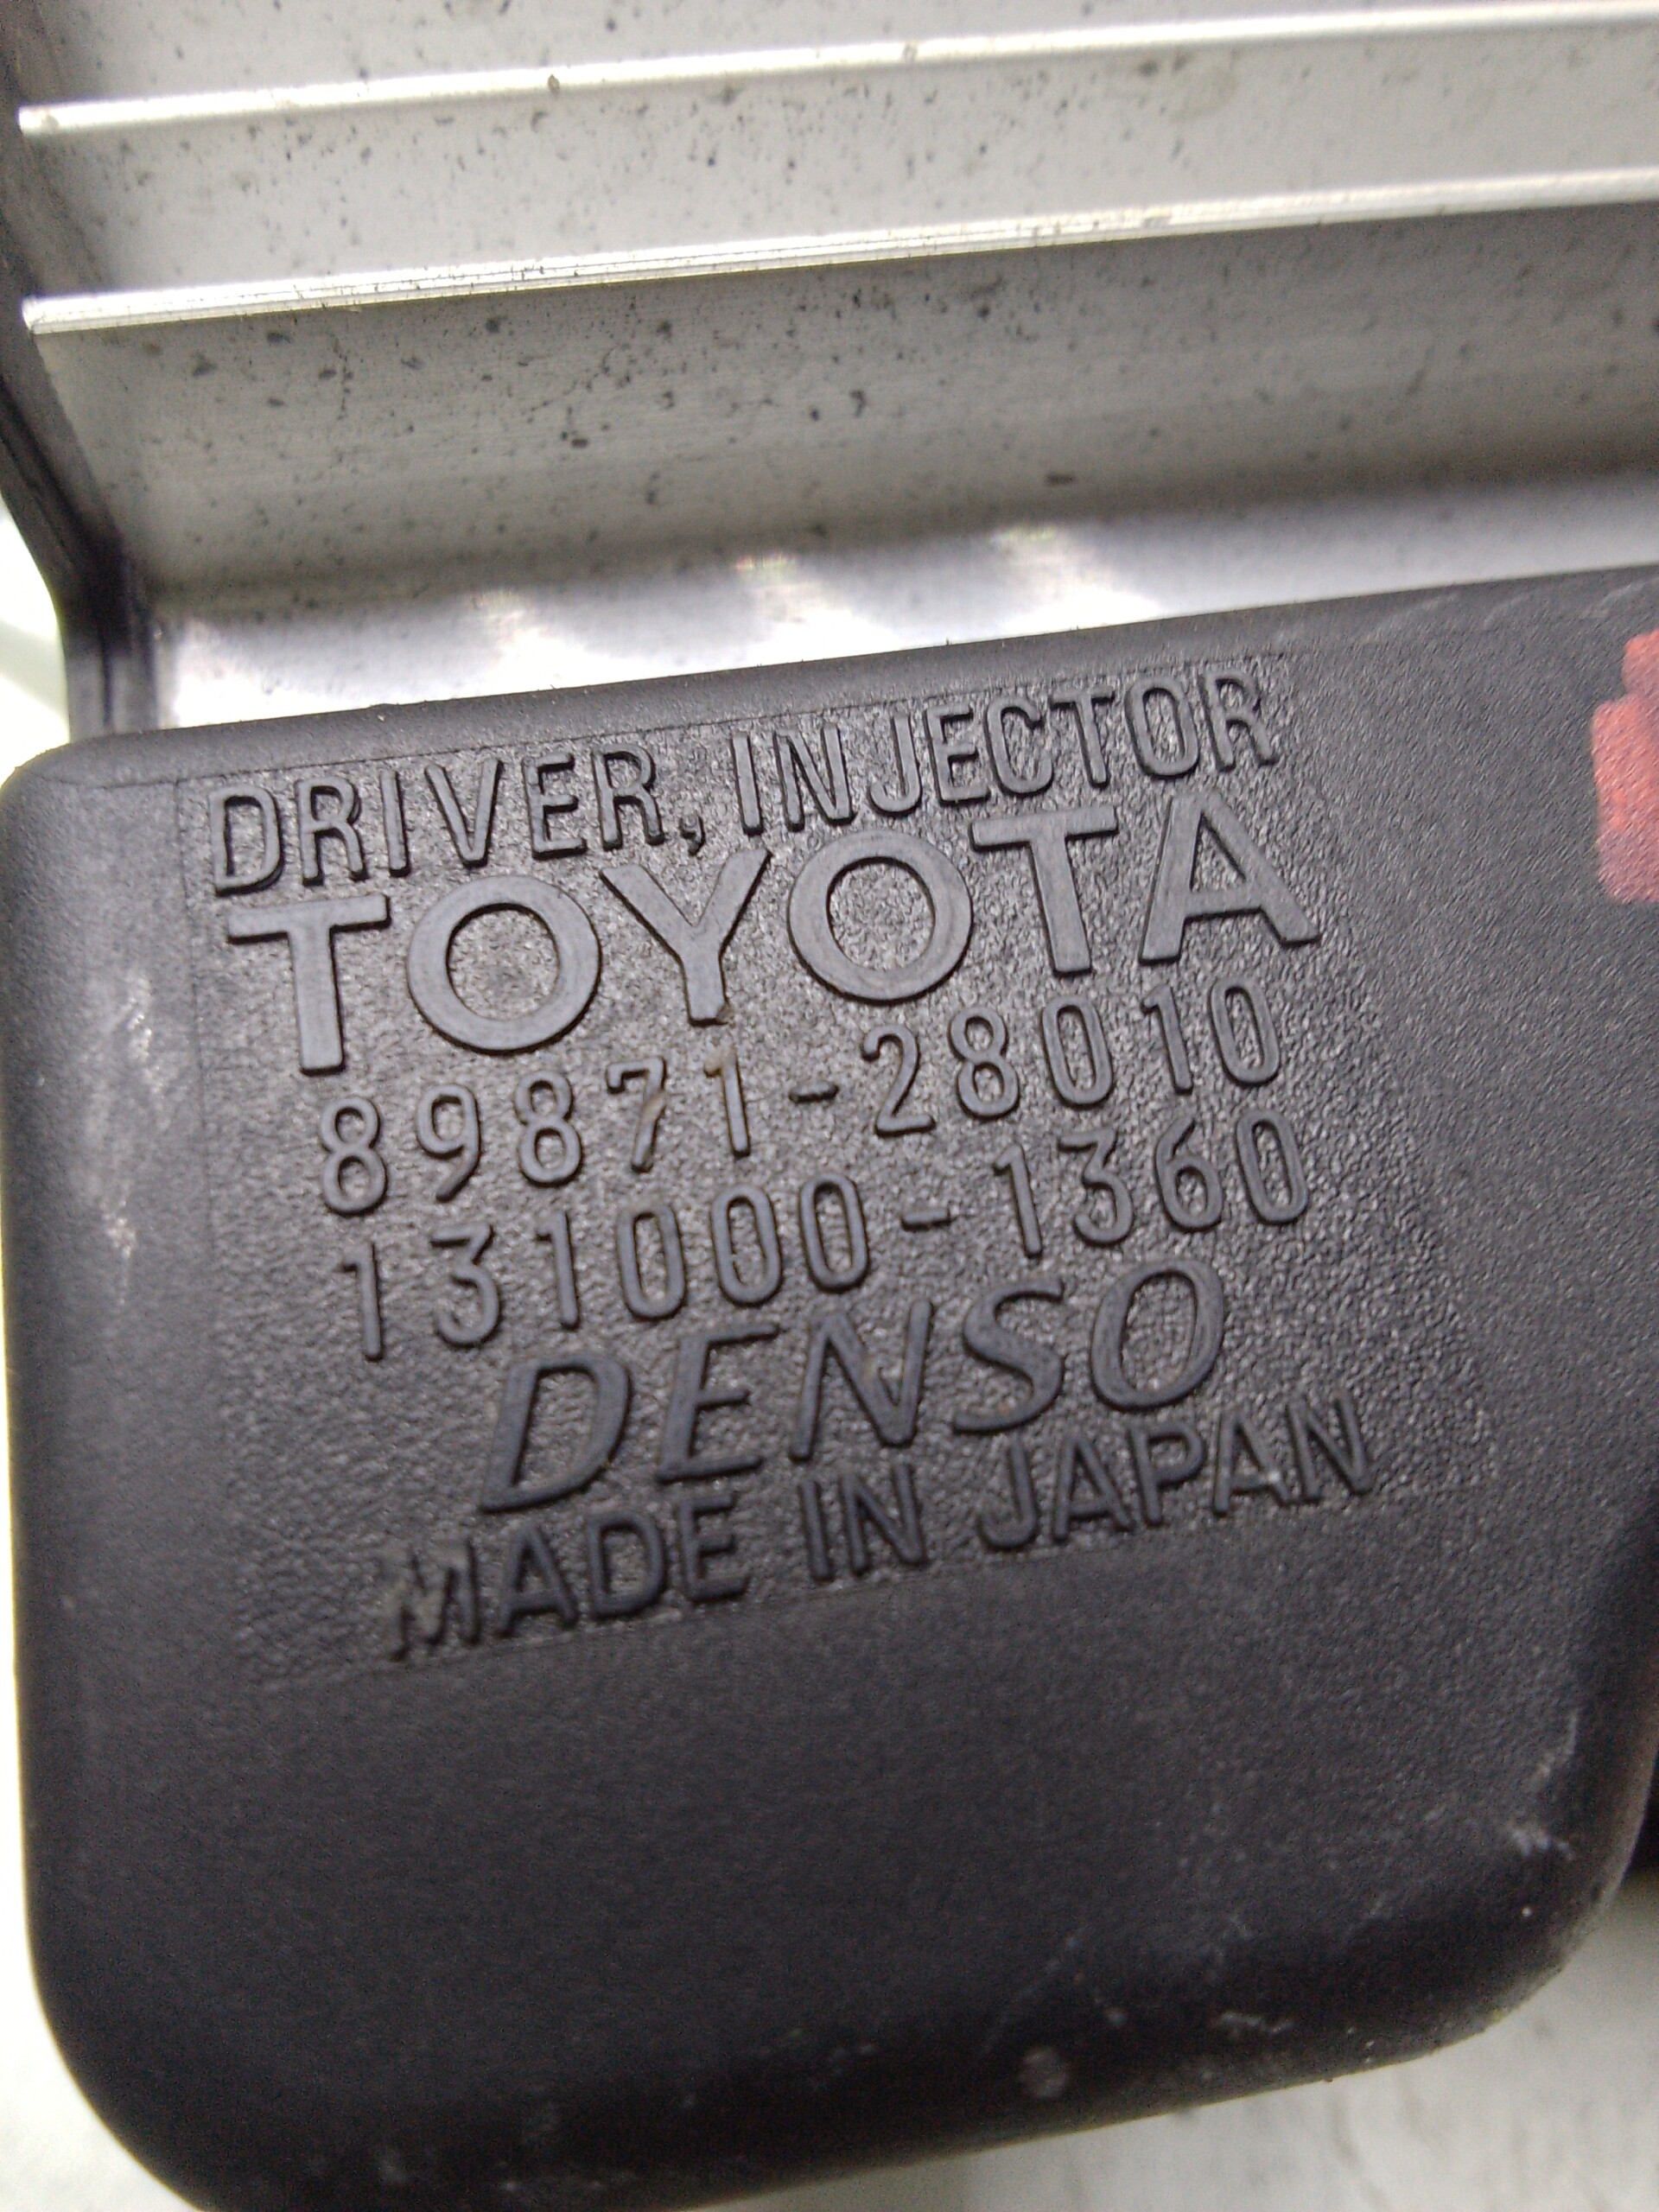 DRIVER, INJECTOR
TOYOTA
89871-28010
131000-1360
DENSO
MADE IN JAPAN